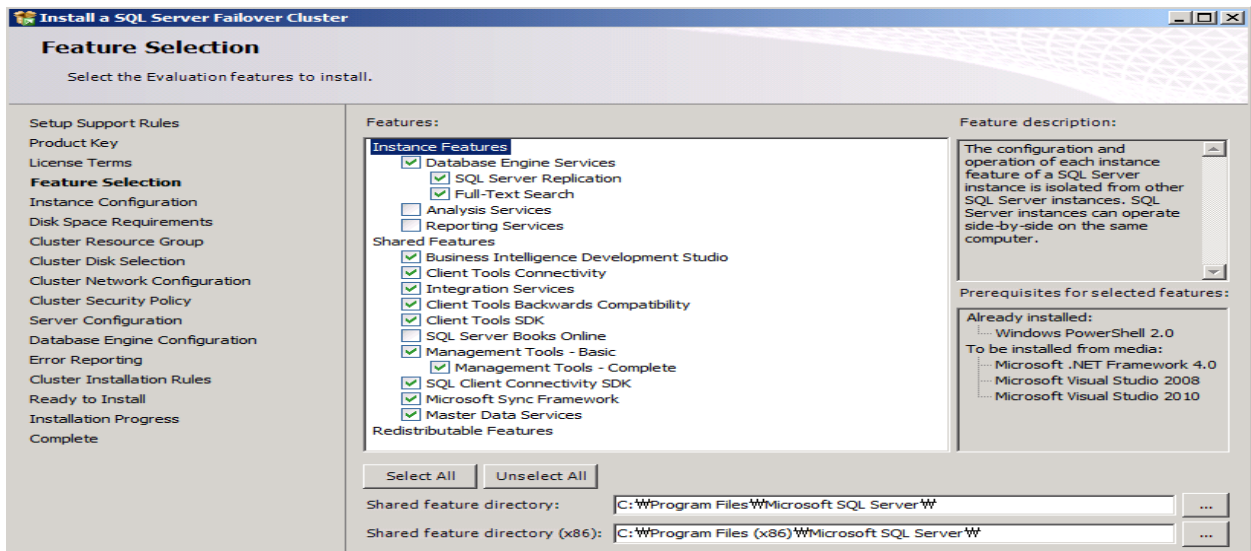 Install a SQL Server Failover Cluster
Feature Selection
Select the Evaluation features to install.
Setup Support Rules
Product Key
License Terms
Feature Selection
Instance Configuration
Disk Space Requirements
Cluster Resource Group
Cluster Disk Selection
Cluster Network Configuration
Cluster Security Policy
Server Configuration
Database Engine Configuration
Error Reporting
Cluster Installation Rules
Ready to Install
Installation Progress
Complete
Features:
Instance Features
Database Engine Services
SQL Server Replication
Full-Text Search
Analysis Services
Reporting Services
Shared Features
Business Intelligence Development Studio
Client Tools Connectivity
Integration Services
Client Tools Backwards Compatibility
Client Tools SDK
SQL Server Books Online
Management Tools - Basic
Management Tools - Complete
SQL Client Connectivity SDK
Microsoft Sync Framework
Master Data Services
Redistributable Features
Feature description:
The configuration and
operation of each instance
feature of a SQL Server
instance is isolated from other
SQL Server instances. SQL
Server instances can operate
side-by-side on the same
computer.
Prerequisites for selected features:
Already installed:
Windows PowerShell 2.0
To be installed from media:
Microsoft .NET Framework 4.0
Microsoft Visual Studio 2008
Microsoft Visual Studio 2010
Select All
Unselect All
Shared feature directory:
C:₩Program Files₩Microsoft SQL Server₩
...
Shared feature directory (x86):
C:₩Program Files (x86)₩Microsoft SQL Server₩
...